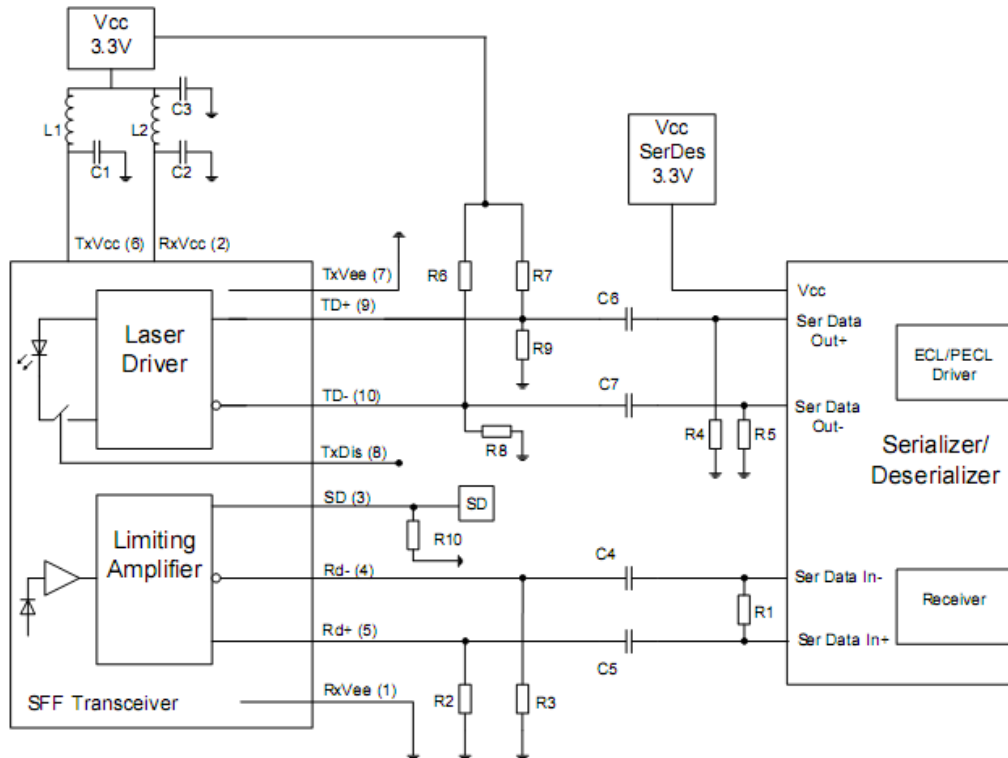 Vcc
3.3V
C3
L1
L2
C1
C2
Vcc
SerDes
3.3V
TxVcc (6)
RxVcc (2)
TxVee (7)
R6
R7
TD+ (9)
C6
Vcc
Ser Data
Out+
Laser
Driver
R9
ECL/PECL
Driver
TD- (10)
C7
Ser Data
Out-
R8
R4
R5
TxDis (8)
Serializer/
Deserializer
SD (3)
SD
Limiting
Amplifier
R10
Rd- (4)
C4
Ser Data In-
R1
Receiver
Rd+ (5)
C5
Ser Data In+
RxVee (1)
R2
R3
SFF Transceiver